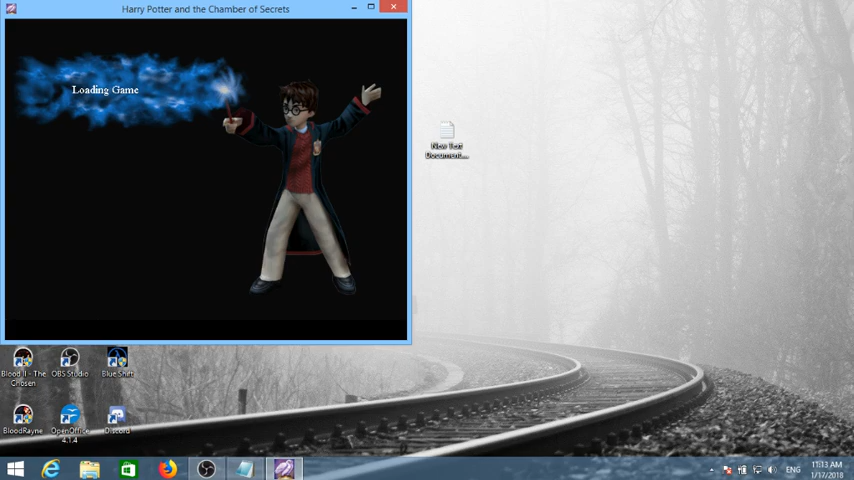 Harry Potter and the Chamber of Secrets
Loading Game
New Text
Document...
Blood II - The
Chosen
OBS Studio
Blue Shift
BloodRayne
OpenOffice
4.1.4
Discord
ENG
11:13 AM
1/17/2018